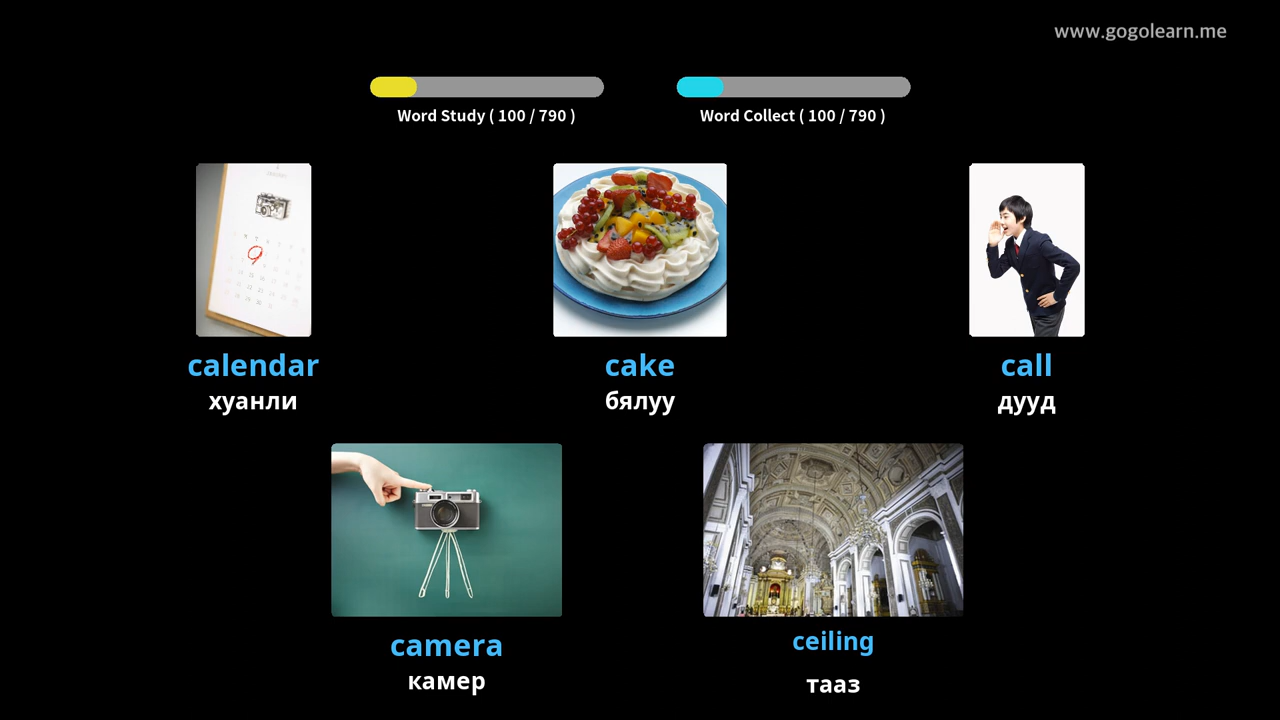 www.gogolearn.me
Word Study ( 100 / 790 )
Word Collect ( 100 / 790 )
calendar
хуанли
cake
бялуу
call
дууд
camera
камер
ceiling
тааз